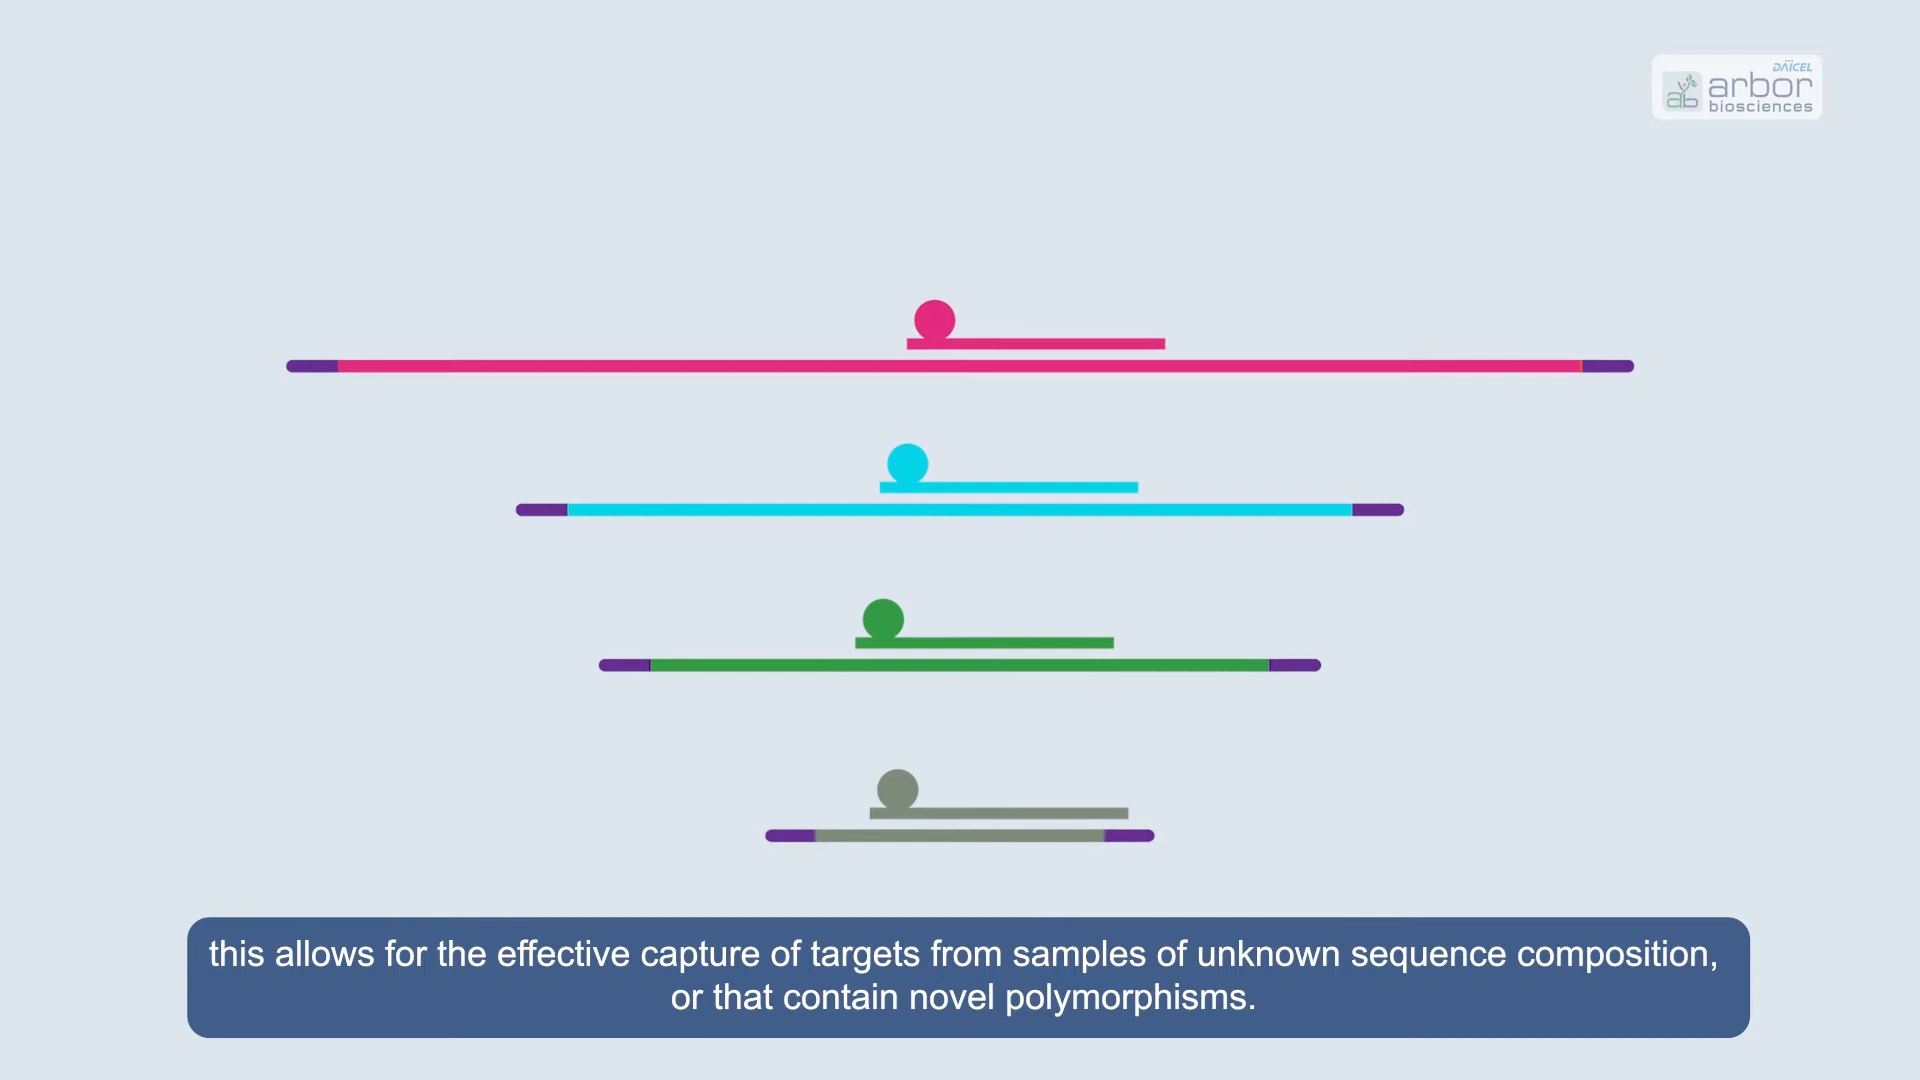 DAICEL
ab arbor
biosciences
this allows for the effective capture of targets from samples of unknown sequence composition,
or that contain novel polymorphisms.